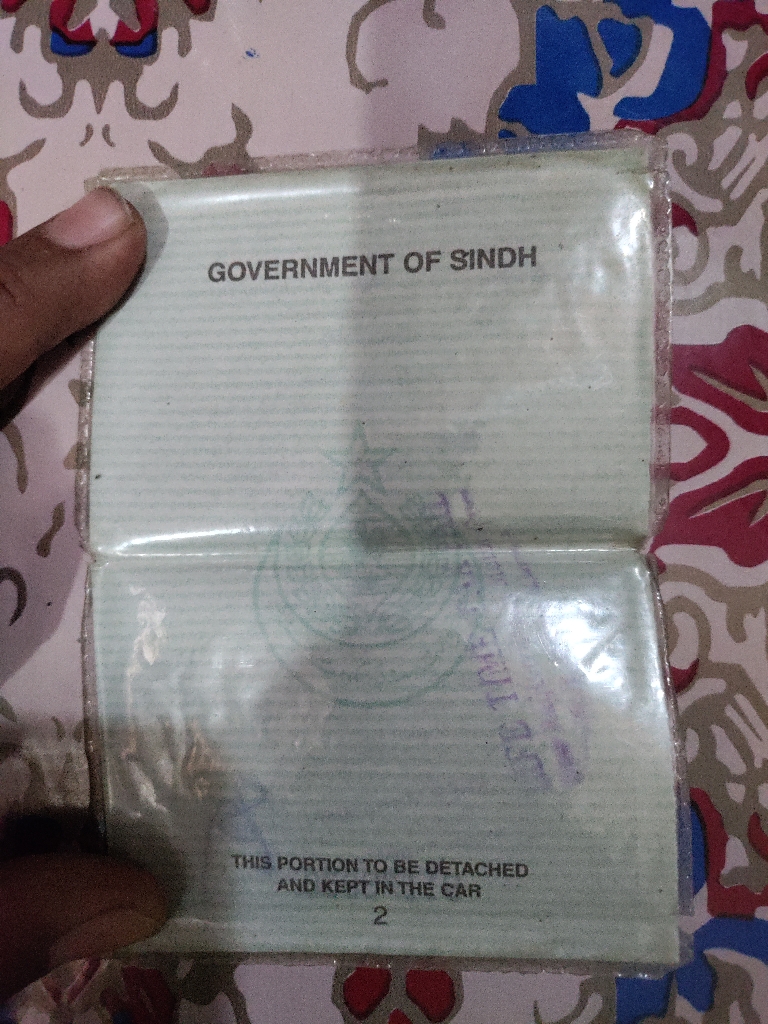 GOVERNMENT OF SINDH
THIS PORTION TO BE DETACHED
AND KEPT IN THE CAR
2